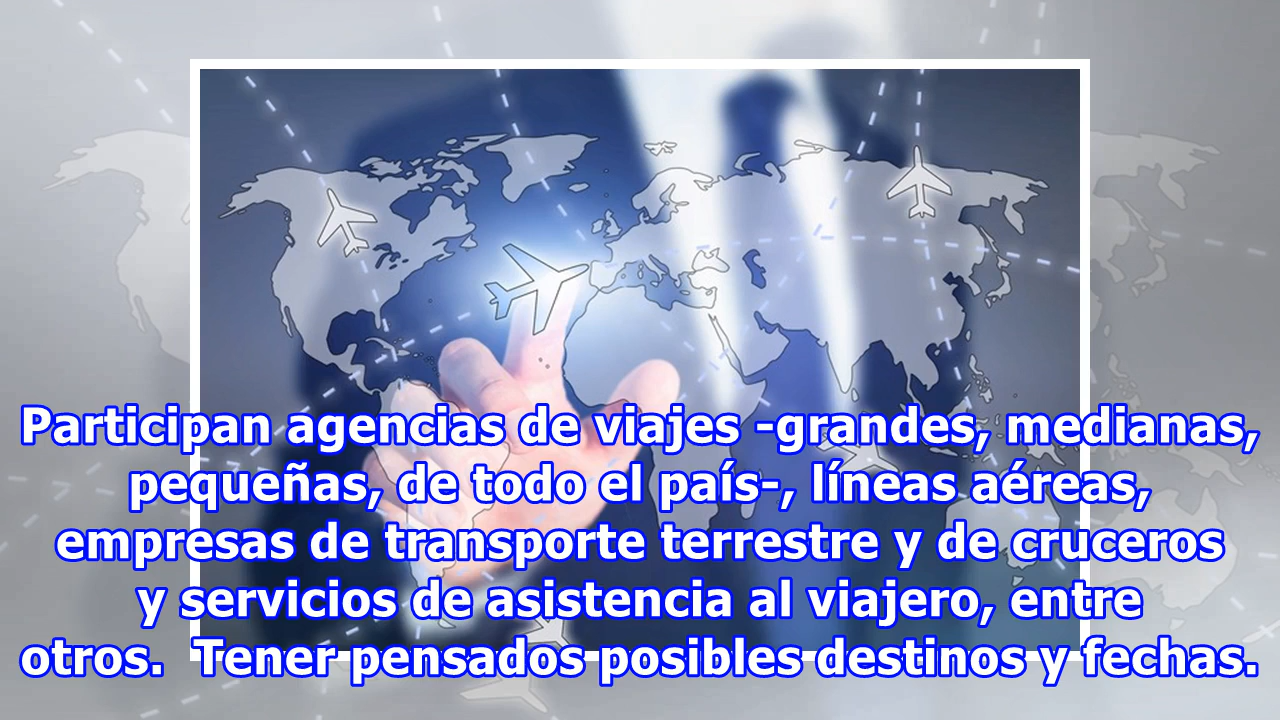 Participan agencias de viajes -grandes, medianas,
pequeñas, de todo el país-, líneas aéreas,
empresas de transporte terrestre y de cruceros
y servicios de asistencia al viajero, entre
otros.  Tener pensados posibles destinos y fechas.